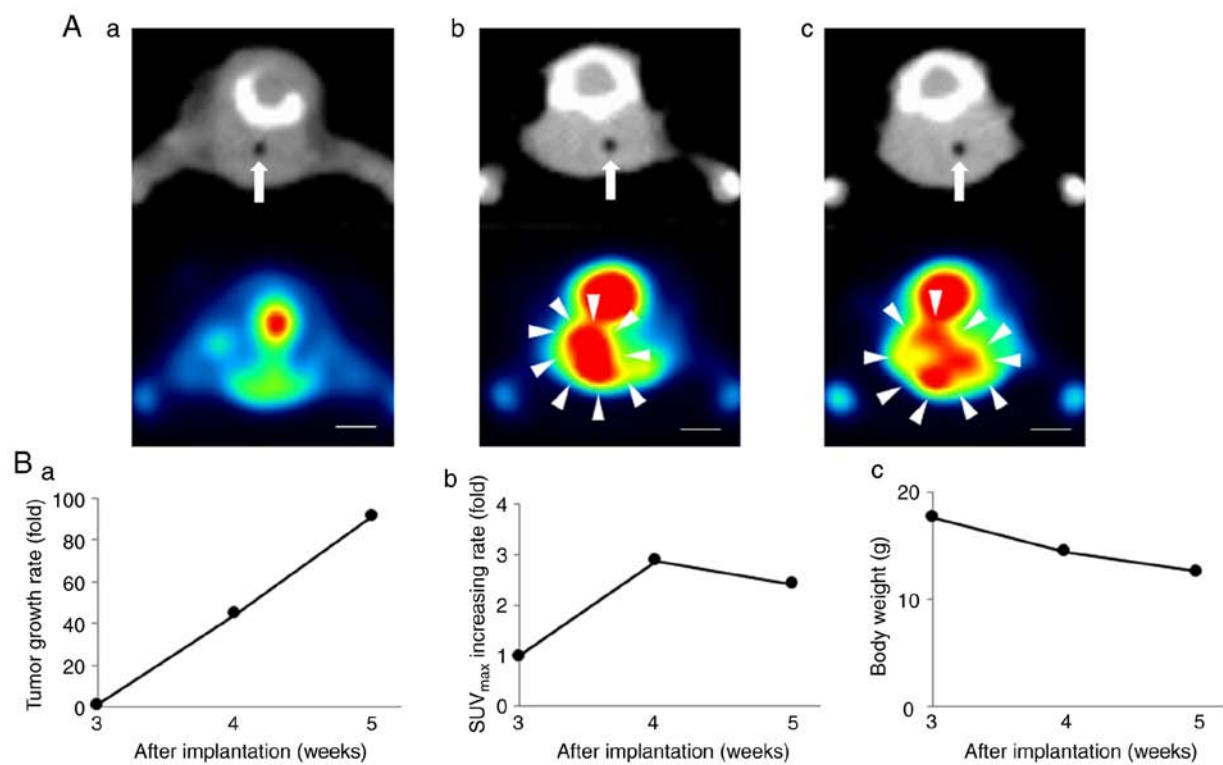 A a b c
B a b c
Tumor growth rate (fold)
100
80
60
40
20
0
3 4 5
After implantation (weeks)
SUVmax increasing rate (fold)
4
3
2
1
0
3 4 5
After implantation (weeks)
Body weight (g)
20
10
0
3 4 5
After implantation (weeks)